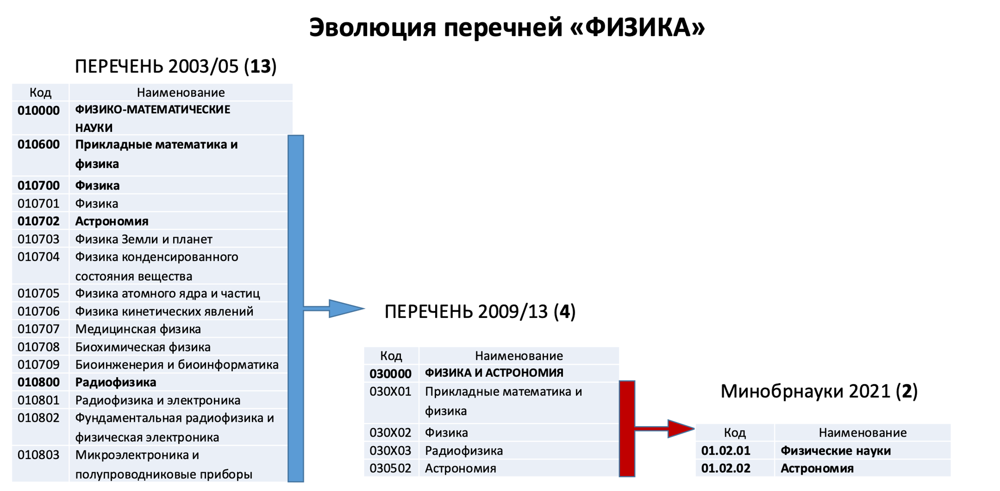 Эволюция перечней «ФИЗИКА»
ПЕРЕЧЕНЬ 2003/05 (13)
Код Наименование
010000 ФИЗИКО-МАТЕМАТИЧЕСКИЕ
НАУКИ
010600 Прикладные математика и
физика
010700 Физика
010701 Физика
010702 Астрономия
010703 Физика Земли и планет
010704 Физика конденсированного
состояния вещества
010705 Физика атомного ядра и частиц
010706 Физика кинетических явлений
010707 Медицинская физика
010708 Биохимическая физика
010709 Биоинженерия и биоинформатика
010800 Радиофизика
010801 Радиофизика и электроника
010802 Фундаментальная радиофизика и
физическая электроника
010803 Микроэлектроника и
полупроводниковые приборы
ПЕРЕЧЕНЬ 2009/13 (4)
Код Наименование
030000 ФИЗИКА И АСТРОНОМИЯ
030X01 Прикладные математика и
физика
030X02 Физика
030X03 Радиофизика
030502 Астрономия
Минобрнауки 2021 (2)
Код Наименование
01.02.01 Физические науки
01.02.02 Астрономия